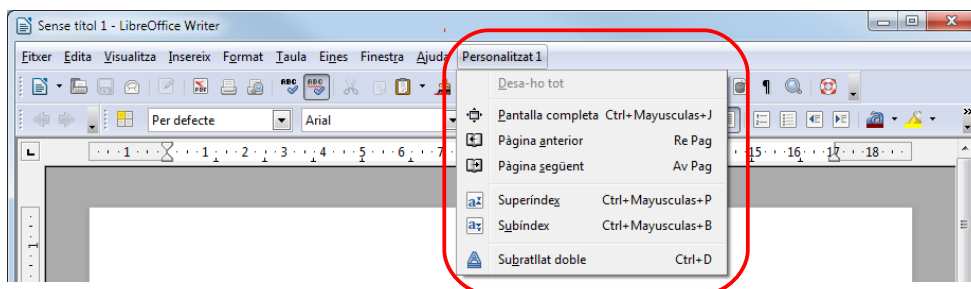 Sense títol 1 - LibreOffice Writer
Fitxer Edita Visualitza Insereix Format Taula Eines Finestra Ajuda Personalitzat 1
Desa-ho tot
Pantalla completa Ctrl+Mayusculas+J
Per defecte Arial
Pàgina anterior Re Pag
Pàgina següent Av Pag
Superíndex Ctrl+Mayusculas+P
Subíndex Ctrl+Mayusculas+B
Subratllat doble Ctrl+D
1 1 2 3 4 5 6 7 15 16 17 18
1